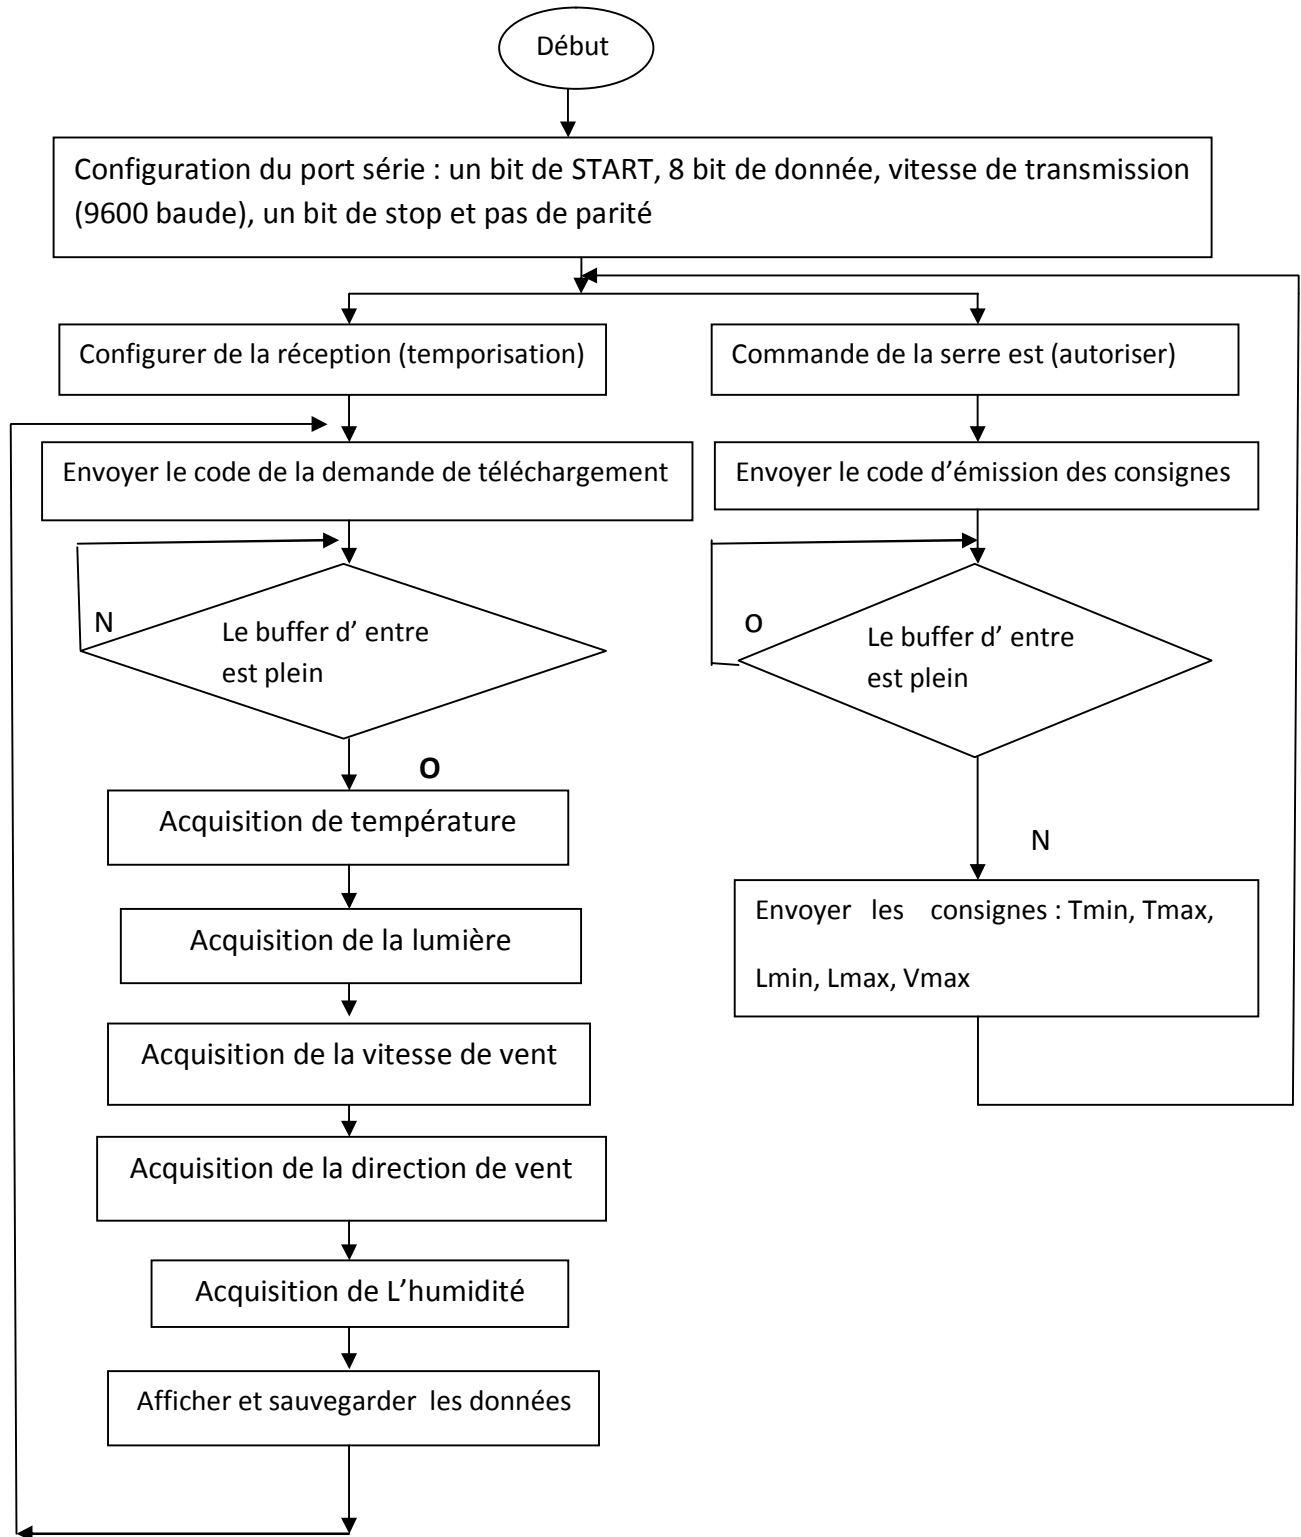 Début
Configuration du port série : un bit de START, 8 bit de donnée, vitesse de transmission
(9600 baude), un bit de stop et pas de parité
Configurer de la réception (temporisation)
Commande de la serre est (autoriser)
Envoyer le code de la demande de téléchargement
Envoyer le code d’émission des consignes
N
Le buffer d’ entre
est plein
O
O
Le buffer d’ entre
est plein
N
Acquisition de température
Envoyer les consignes : Tmin, Tmax,
Lmin, Lmax, Vmax
Acquisition de la lumière
Acquisition de la vitesse de vent
Acquisition de la direction de vent
Acquisition de L’humidité
Afficher et sauvegarder les données